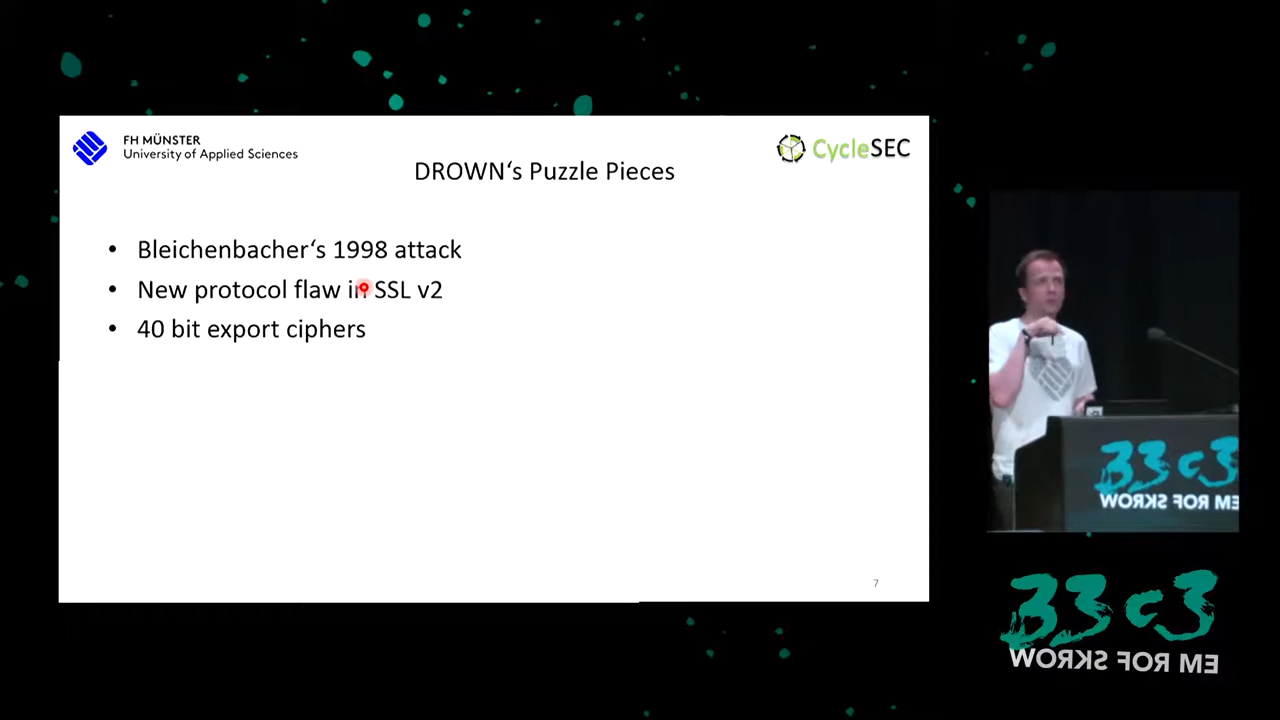 FH MÜNSTER
University of Applied Sciences
CycleSEC
DROWN‘s Puzzle Pieces
• Bleichenbacher‘s 1998 attack
• New protocol flaw in SSL v2
• 40 bit export ciphers
7
33c3
WORKS FOR ME
33c3
WORKS FOR ME